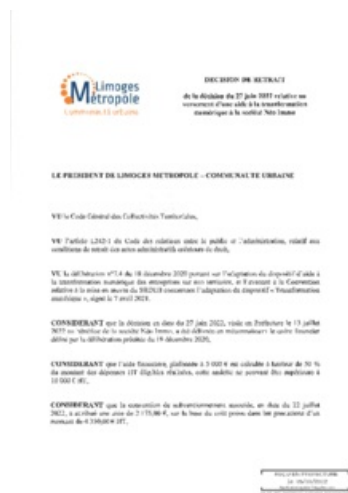 Limoges
Métropole
COMMUNAUTÉ URBAINE
DECISION DE RETRAIT
de la décision du 27 juin 2022 relative au
versement d'une aide à la transformation
numérique à la société Néo Immo
LE PRESIDENT DE LIMOGES METROPOLE – COMMUNAUTE URBAINE
VU le Code Général des Collectivités Territoriales,
VU l'article L242-1 du Code des relations entre le public et l'administration, relatif aux
conditions de retrait des actes administratifs créateurs de droit,
VU la délibération n° du 18 décembre 2020 portant sur l'adaptation du dispositif d'aide à
la transformation numérique des entreprises sur son territoire, et l'avenant à la Convention
relative à la mise en œuvre du SRDEII concernant l'adaptation du dispositif « Transformation
numérique », signé le 7 avril 2021,
CONSIDERANT que la décision en date du 27 juin 2022, visée en Préfecture le 13 juillet
2022 au bénéfice de la société Néo Immo, a été délivrée en méconnaissance du cadre financier
défini par la délibération précitée du 18 décembre 2020,
CONSIDERANT que l'aide financière, plafonnée à 5 000 € est calculée à hauteur de 50 %
du montant des dépenses HT éligibles réalisées, cette assiette ne pouvant être supérieure à
10 000 € HT,
CONSIDERANT que la convention de subventionnement associée, en date du 22 juillet
2022, a attribué une aide de 2 175,00 €, sur la base du coût promo dans les prestations d'un
montant de 4 350,00 € HT,